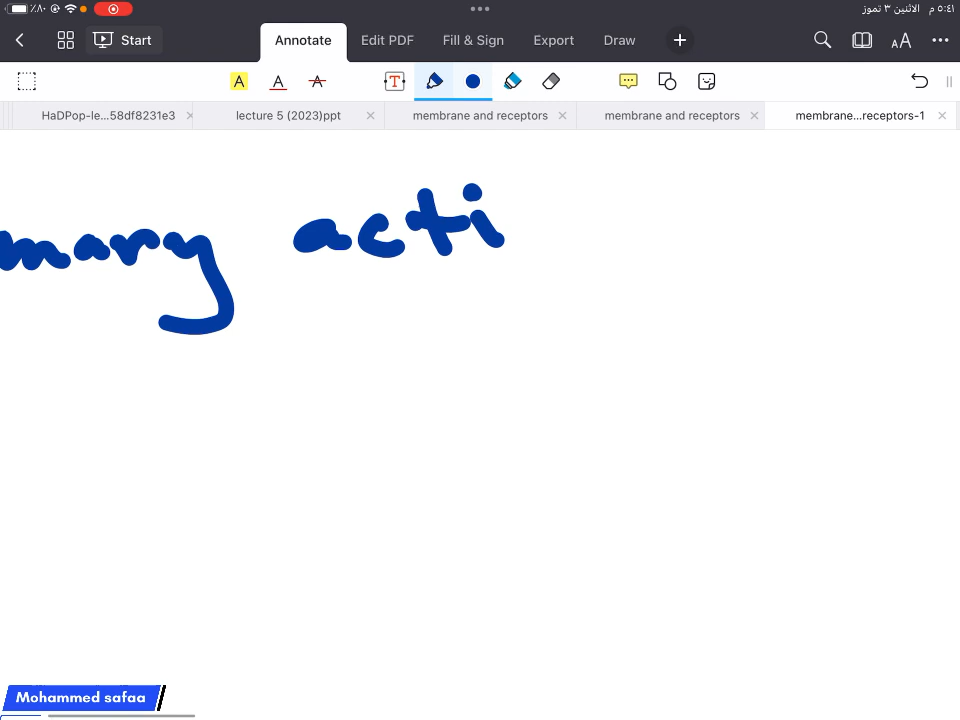 ٪٨٠ الاثنين ٣ تموز ٥:٤١ م
Start Annotate Edit PDF Fill & Sign Export Draw
A A A T AA
HaDPop-le...58df8231e3 lecture 5 (2023)ppt membrane and receptors membrane and receptors membrane...receptors-1
mary acti
Mohammed safaa